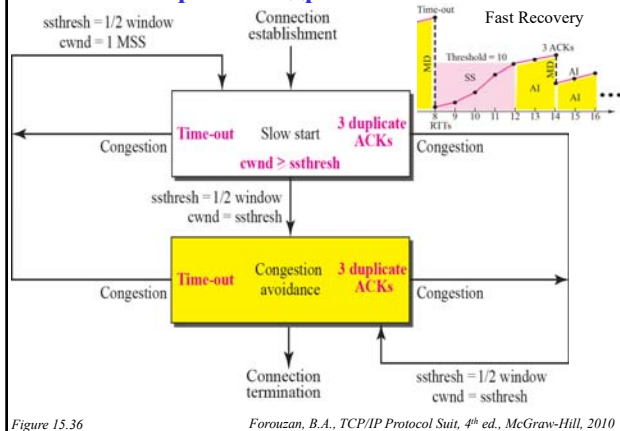 ssthresh = 1/2 window
cwnd = 1 MSS
Connection
establishment
Time-out
Fast Recovery
MD
Threshold = 10
SS
3 ACKs
MD
AI
AI
AI
8 9 10 11 12 13 14 15 16
RTTs
Time-out
Slow start
3 duplicate
ACKs
cwnd ≥ ssthresh
Congestion
Congestion
ssthresh = 1/2 window
cwnd = ssthresh
Time-out
Congestion
avoidance
3 duplicate
ACKs
Congestion
Congestion
Connection
termination
ssthresh = 1/2 window
cwnd = ssthresh
Figure 15.36
Forouzan, B.A., TCP/IP Protocol Suit, 4th ed., McGraw-Hill, 2010